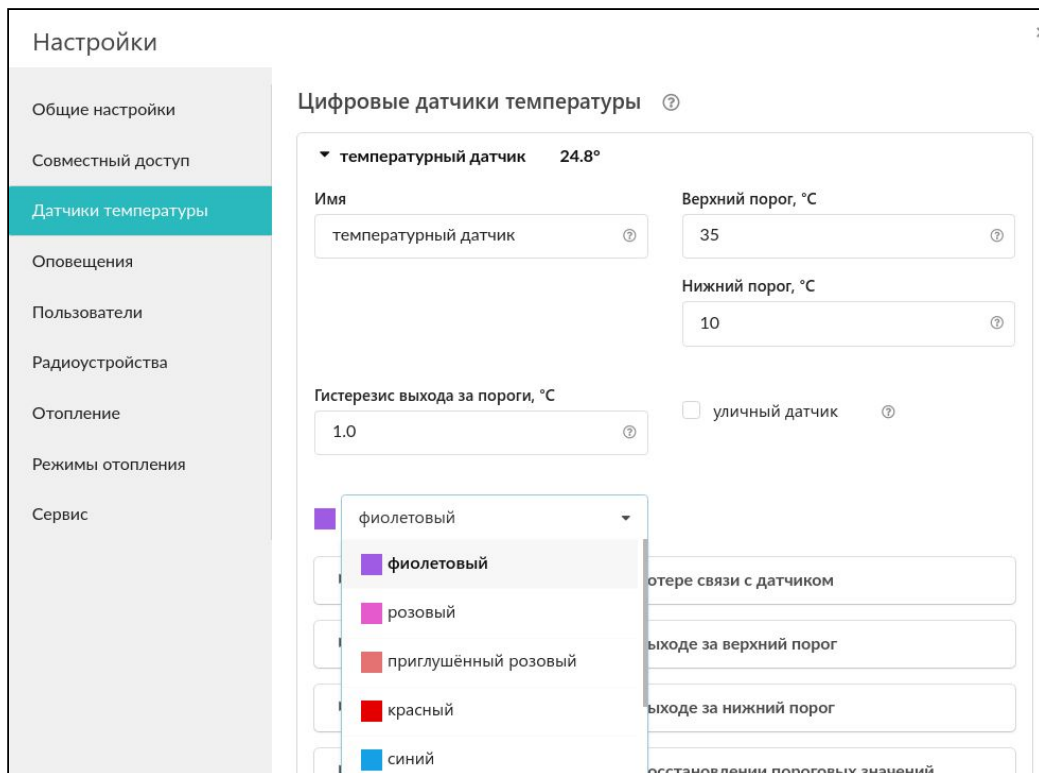 Настройки
Общие настройки
Совместный доступ
Датчики температуры
Оповещения
Пользователи
Радиоустройства
Отопление
Режимы отопления
Сервис
Цифровые датчики температуры
температурный датчик 24.8°
Имя
температурный датчик
Верхний порог, °C
35
Нижний порог, °C
10
Гистерезис выхода за пороги, °C
1.0
уличный датчик
фиолетовый
фиолетовый
розовый
приглушённый розовый
красный
синий
отере связи с датчиком
ыходе за верхний порог
ыходе за нижний порог
осстановлении пороговых значений